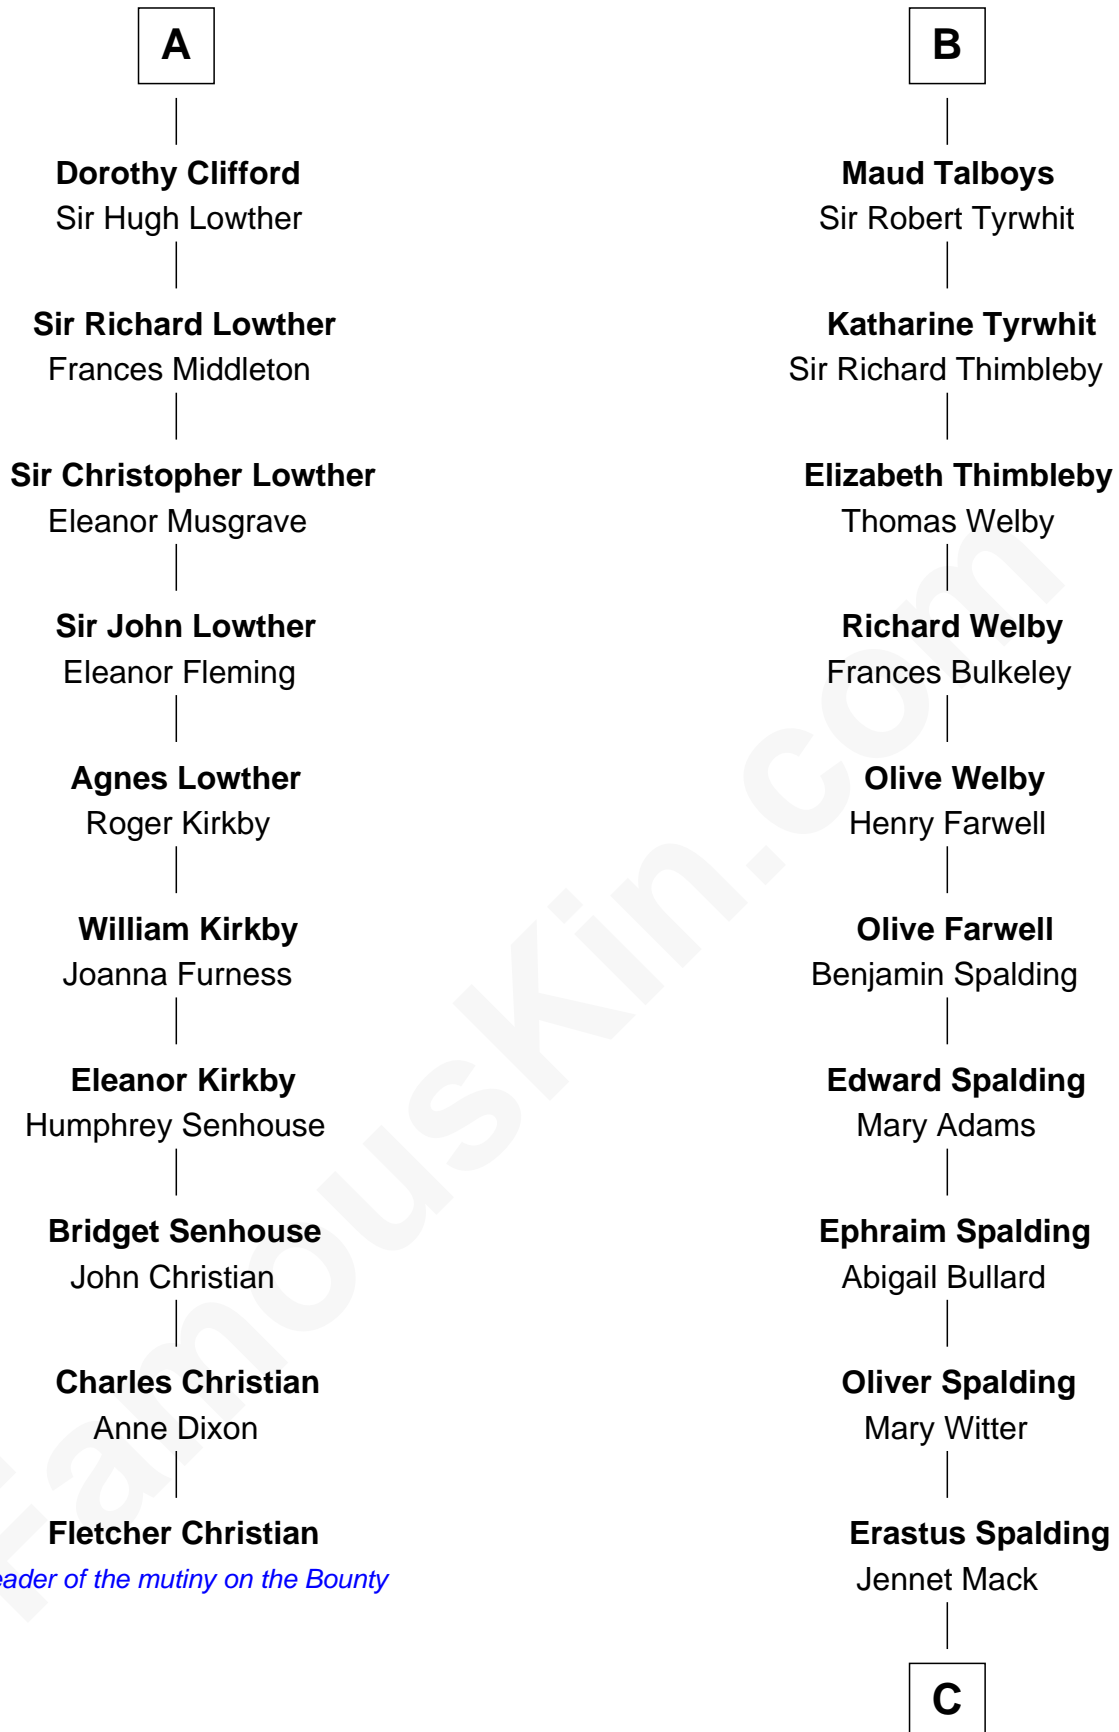 A
Dorothy Clifford
Sir Hugh Lowther
Sir Richard Lowther
Frances Middleton
Sir Christopher Lowther
Eleanor Musgrave
Sir John Lowther
Eleanor Fleming
Agnes Lowther
Roger Kirkby
William Kirkby
Joanna Furness
Eleanor Kirkby
Humphrey Senhouse
Bridget Senhouse
John Christian
Charles Christian
Anne Dixon
Fletcher Christian
eader of the mutiny on the Bounty
B
Maud Talboys
Sir Robert Tyrwhit
Katharine Tyrwhit
Sir Richard Thimbleby
Elizabeth Thimbleby
Thomas Welby
Richard Welby
Frances Bulkeley
Olive Welby
Henry Farwell
Olive Farwell
Benjamin Spalding
Edward Spalding
Mary Adams
Ephraim Spalding
Abigail Bullard
Oliver Spalding
Mary Witter
Erastus Spalding
Jennet Mack
C
FamousKin.com